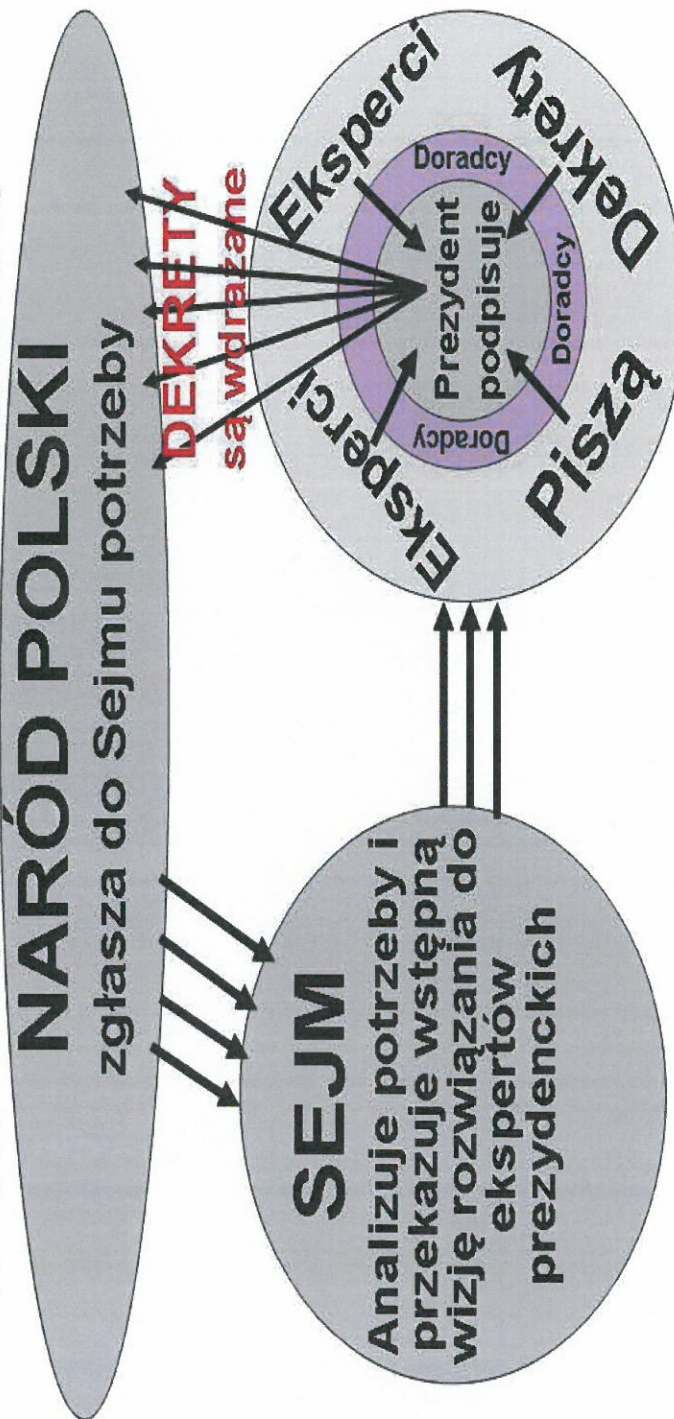 NARÓD POLSKI
zgłasza do Sejmu potrzeby
DEKRETY
są wdrażane
SEJM
Analizuje potrzeby i
przekazuje wstępną
wizję rozwiązania do
ekspertów
prezydenckich
Eksperci
Eksperci
Piszą
Dekrety
Doradcy
Doradcy
Doradcy
Prezydent
podpisuje